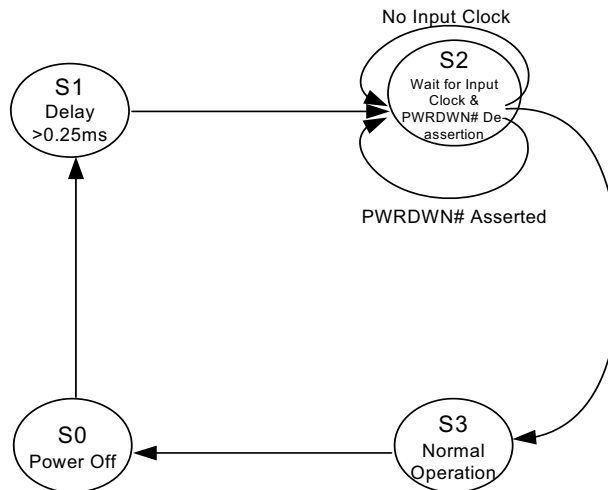 No Input Clock
S1
Delay
>0.25ms
S2
Wait for Input
Clock &
PWRDWN# De-
assertion
PWRDWN# Asserted
S0
Power Off
S3
Normal
Operation